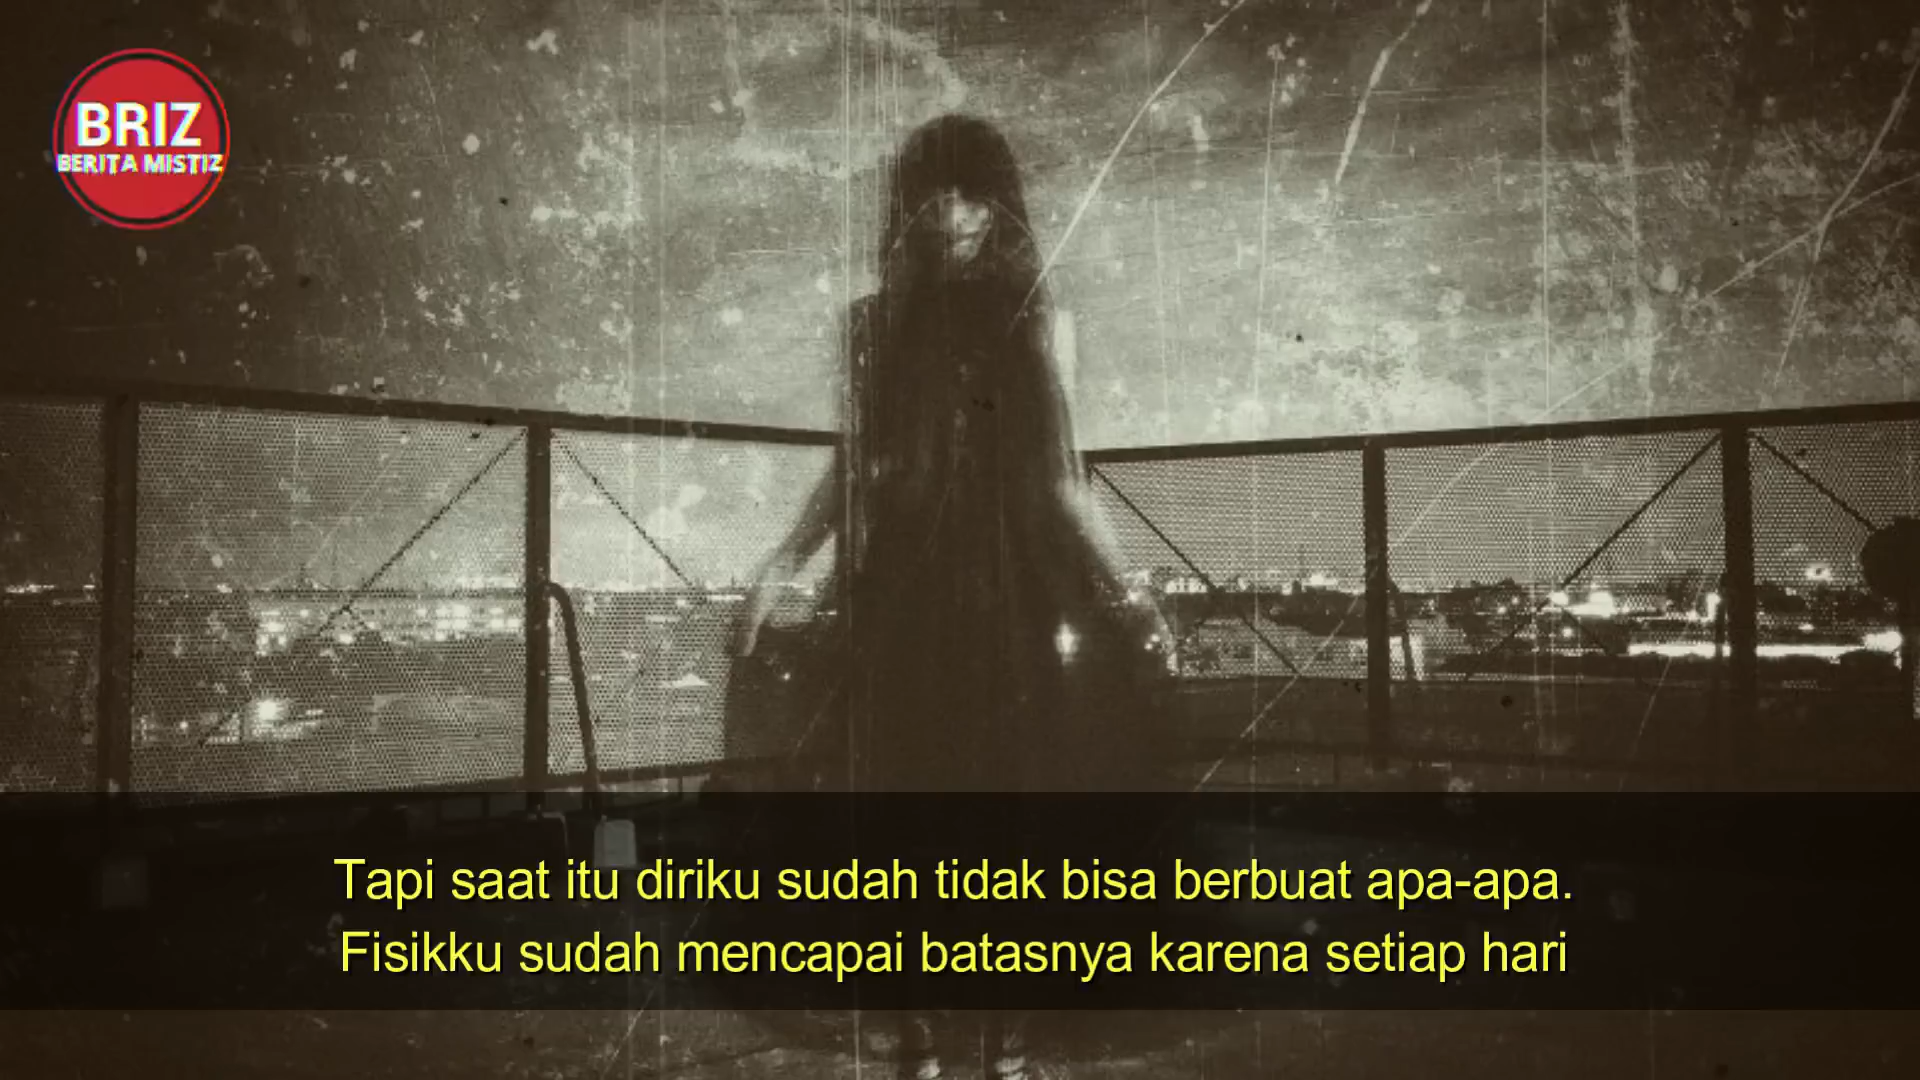 BRIZ
BERITA MISTIZ
Tapi saat itu diriku sudah tidak bisa berbuat apa-apa.
Fisikku sudah mencapai batasnya karena setiap hari